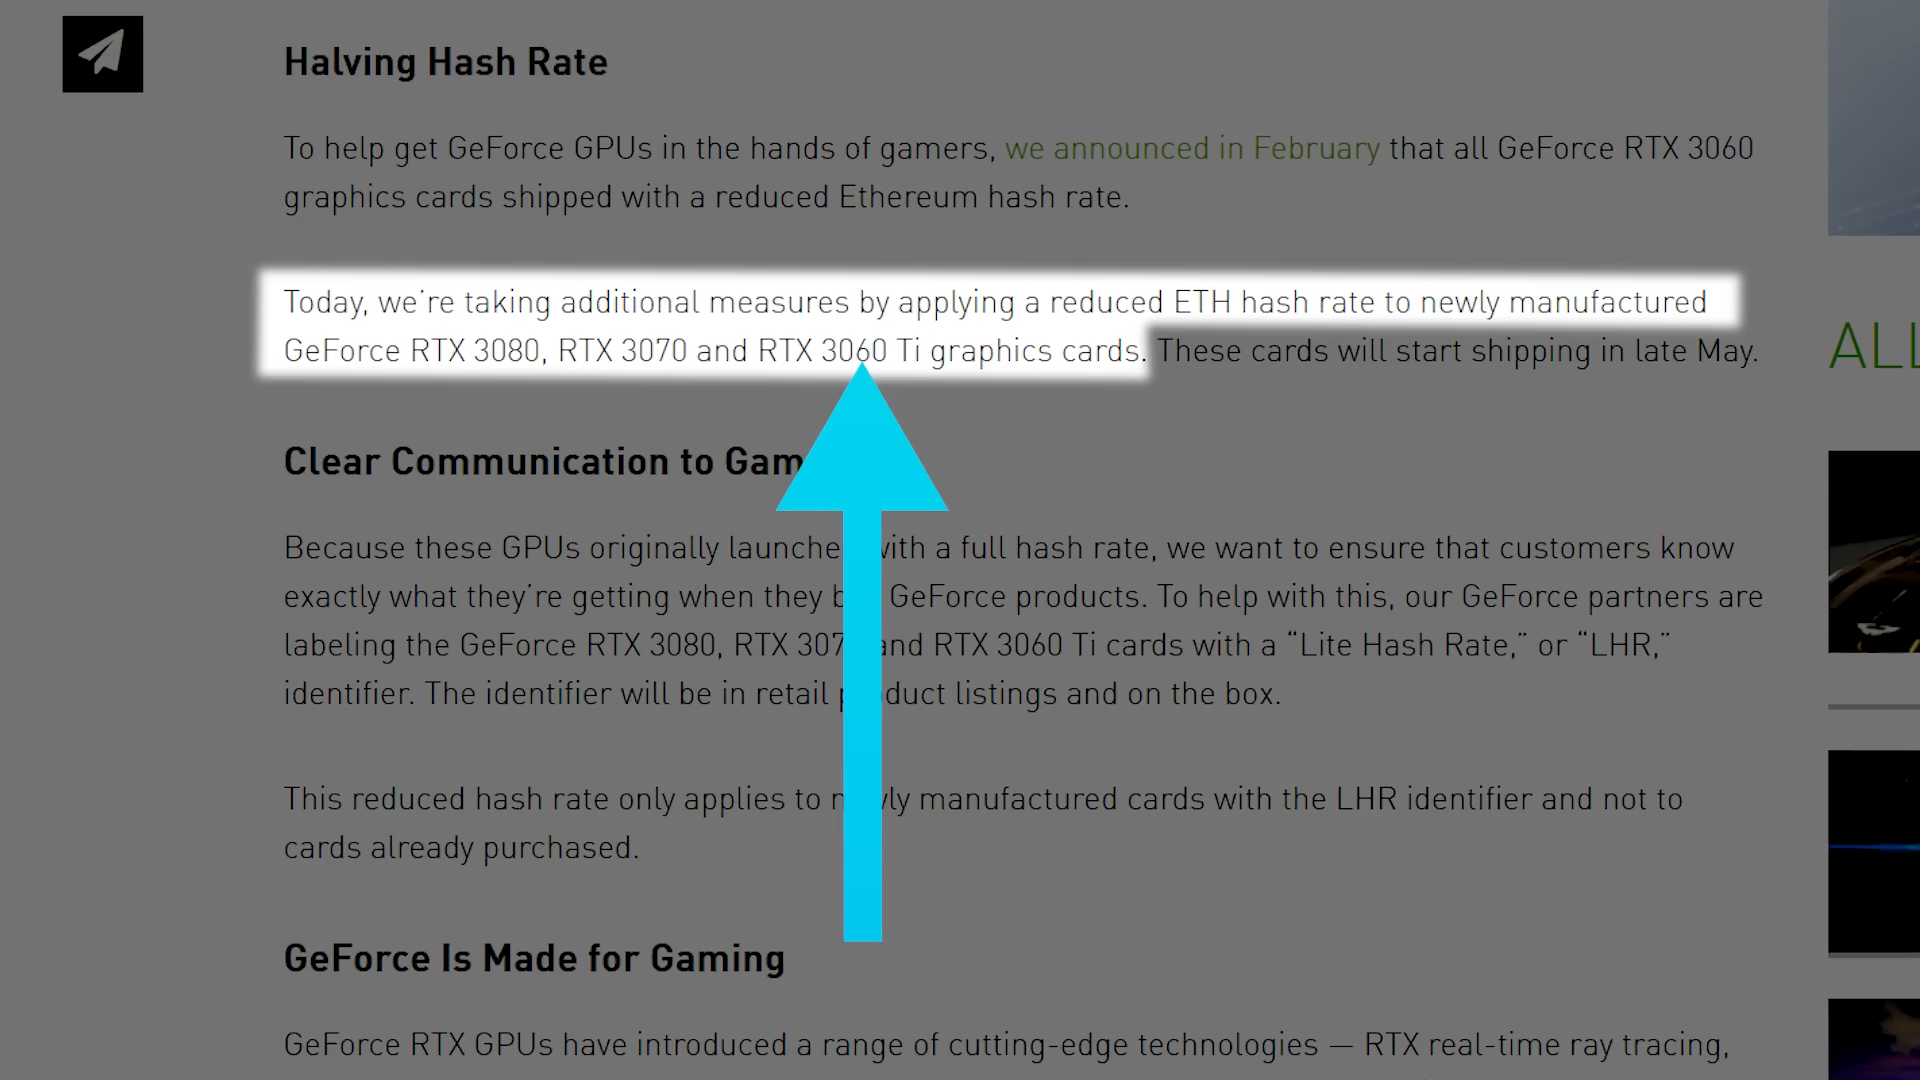 Halving Hash Rate
To help get GeForce GPUs in the hands of gamers, we announced in February that all GeForce RTX 3060
graphics cards shipped with a reduced Ethereum hash rate.
Today, we're taking additional measures by applying a reduced ETH hash rate to newly manufactured
GeForce RTX 3080, RTX 3070 and RTX 3060 Ti graphics cards. These cards will start shipping in late May.
ALL
Clear Communication to Gam
Because these GPUs originally launche with a full hash rate, we want to ensure that customers know
exactly what they're getting when they GeForce products. To help with this, our GeForce partners are
labeling the GeForce RTX 3080, RTX 307 and RTX 3060 Ti cards with a “Lite Hash Rate,” or “LHR,”
identifier. The identifier will be in retail product listings and on the box.
This reduced hash rate only applies to newly manufactured cards with the LHR identifier and not to
cards already purchased.
GeForce Is Made for Gaming
GeForce RTX GPUs have introduced a range of cutting-edge technologies — RTX real-time ray tracing,